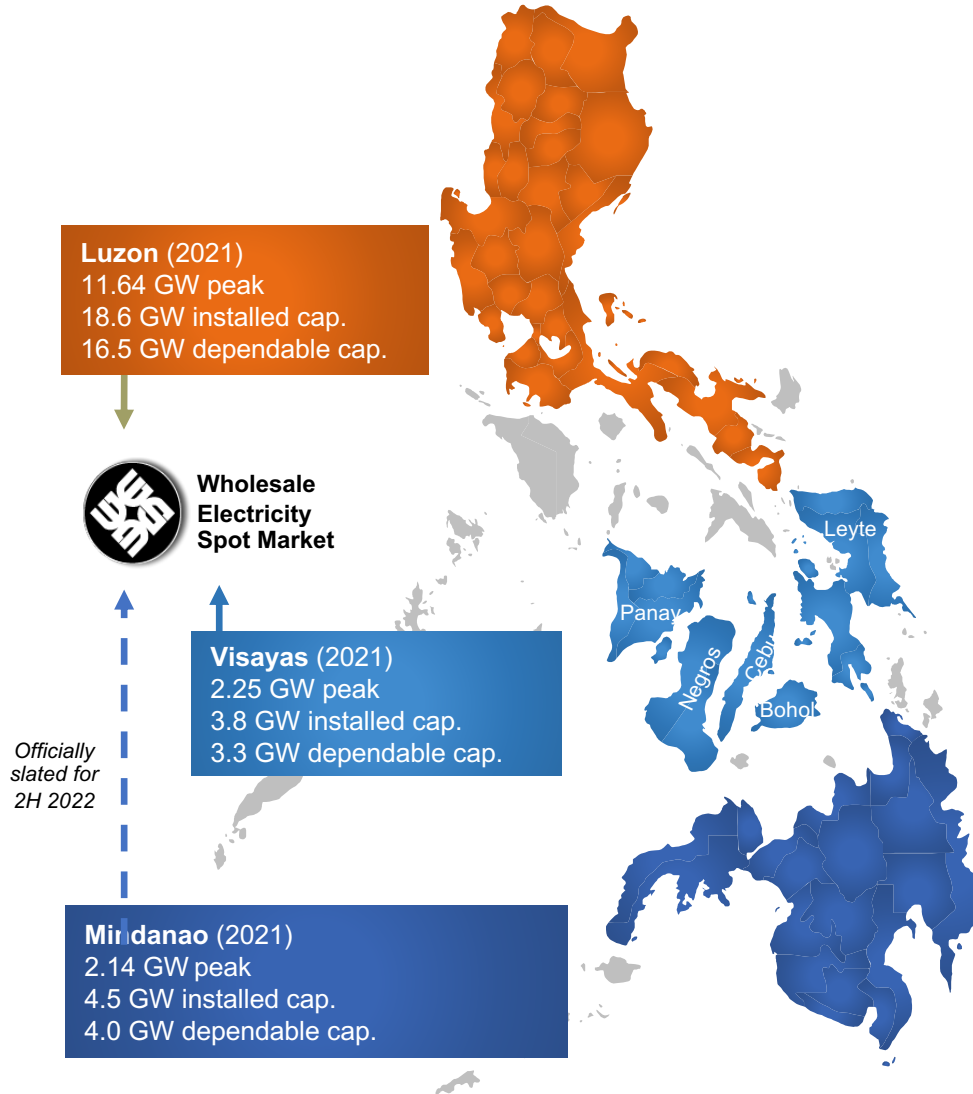 Luzon (2021)
11.64 GW peak
18.6 GW installed cap.
16.5 GW dependable cap.
Wholesale
Electricity
Spot Market
Leyte
Panay
Negros
Cebu
Bohol
Visayas (2021)
2.25 GW peak
3.8 GW installed cap.
3.3 GW dependable cap.
Officially
slated for
2H 2022
Mindanao (2021)
2.14 GW peak
4.5 GW installed cap.
4.0 GW dependable cap.